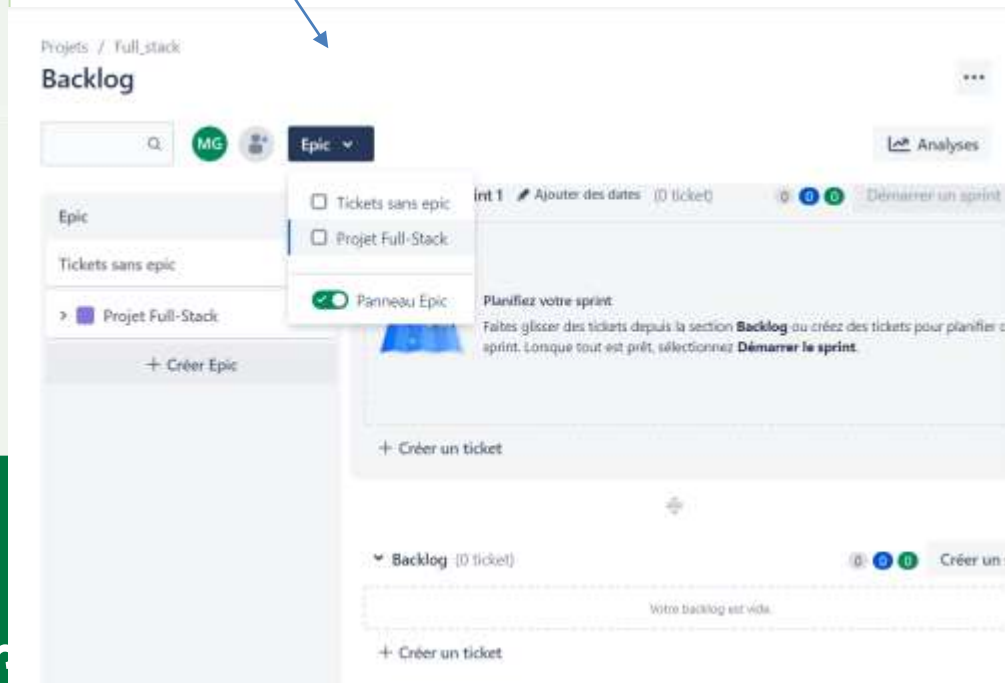 Projets / Full_stack
Backlog
MG
Epic
Analyses
Epic
Tickets sans epic
Projet Full-Stack
Panneau Epic
int 1 Ajouter des dates (0 ticket) 0 0 0 Démarrer un sprint
Tickets sans epic
Projet Full-Stack
+ Créer Epic
Planifiez votre sprint
Faites glisser des tickets depuis la section Backlog ou créez des tickets pour planifier
sprint. Lorsque tout est prêt, sélectionnez Démarrer le sprint.
+ Créer un ticket
Backlog (0 ticket) 0 0 0 Créer un
Votre backlog est vide.
+ Créer un ticket